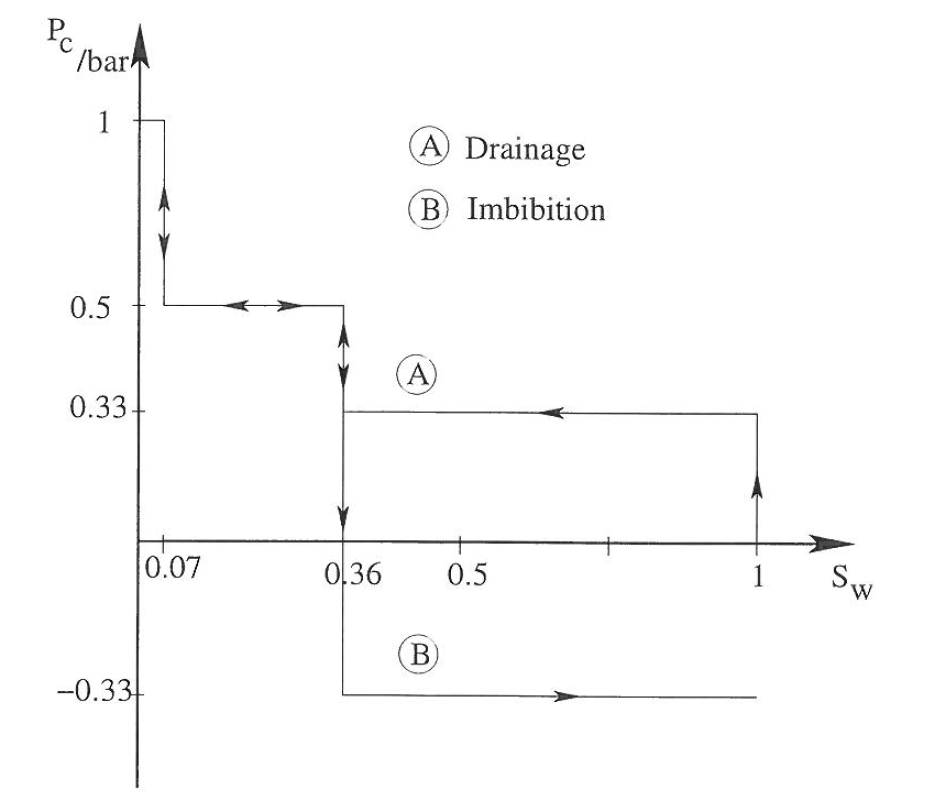 Pc
/bar
1
A Drainage
B Imbibition
0.5
A
0.33
0.07
0.36
0.5
1
Sw
B
−0.33